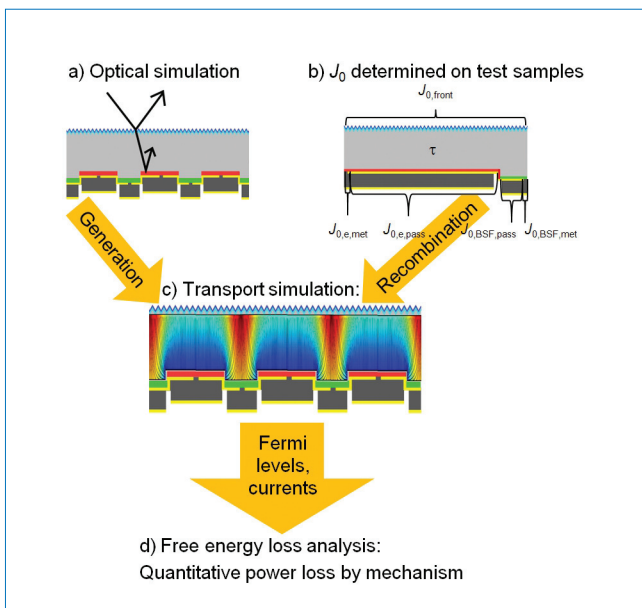 a) Optical simulation
b) J0 determined on test samples
J0,front
τ
J0,e,met
J0,e,pass
J0,BSF,pass
J0,BSF,met
Generation
Recombination
c) Transport simulation:
Fermi
levels,
currents
d) Free energy loss analysis:
Quantitative power loss by mechanism